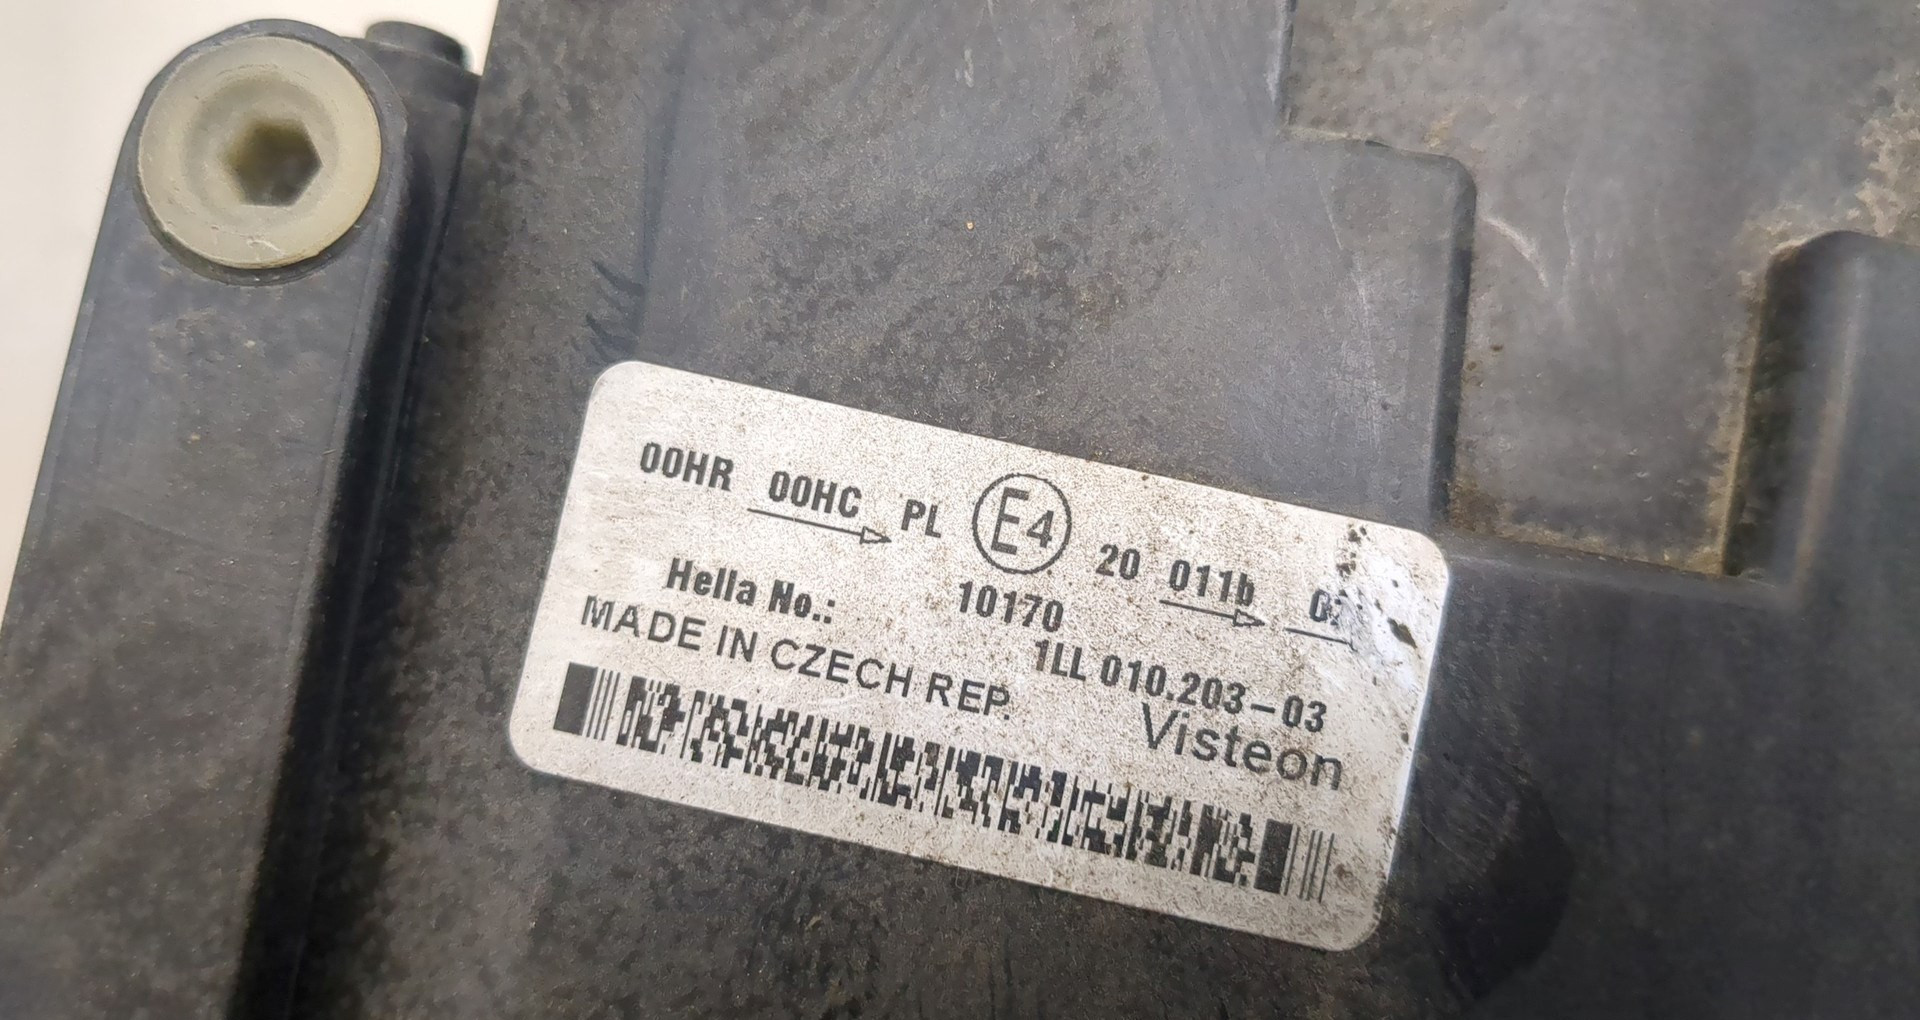 00HR 00HC PL E4 20 011b
10170
Hella No.: 1LL 010.203-03
MADE IN CZECH REP. Visteon